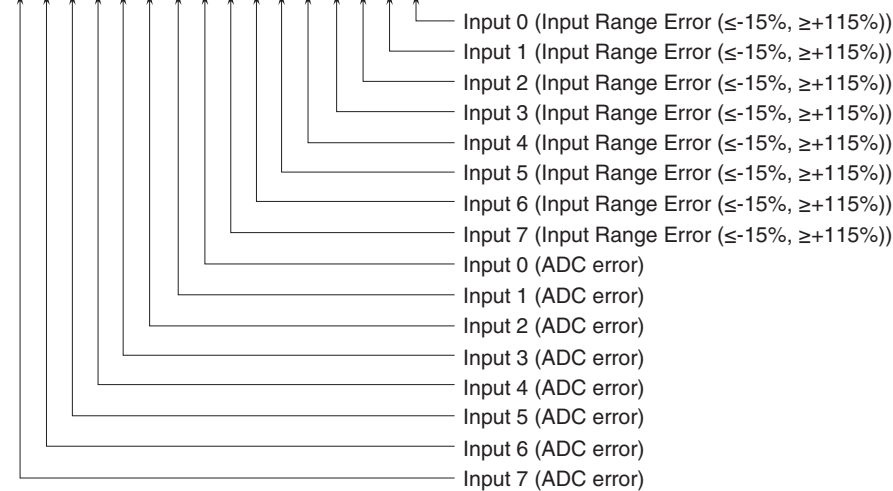 Input 0 (Input Range Error (≤-15%, ≥+115%))
Input 1 (Input Range Error (≤-15%, ≥+115%))
Input 2 (Input Range Error (≤-15%, ≥+115%))
Input 3 (Input Range Error (≤-15%, ≥+115%))
Input 4 (Input Range Error (≤-15%, ≥+115%))
Input 5 (Input Range Error (≤-15%, ≥+115%))
Input 6 (Input Range Error (≤-15%, ≥+115%))
Input 7 (Input Range Error (≤-15%, ≥+115%))
Input 0 (ADC error)
Input 1 (ADC error)
Input 2 (ADC error)
Input 3 (ADC error)
Input 4 (ADC error)
Input 5 (ADC error)
Input 6 (ADC error)
Input 7 (ADC error)